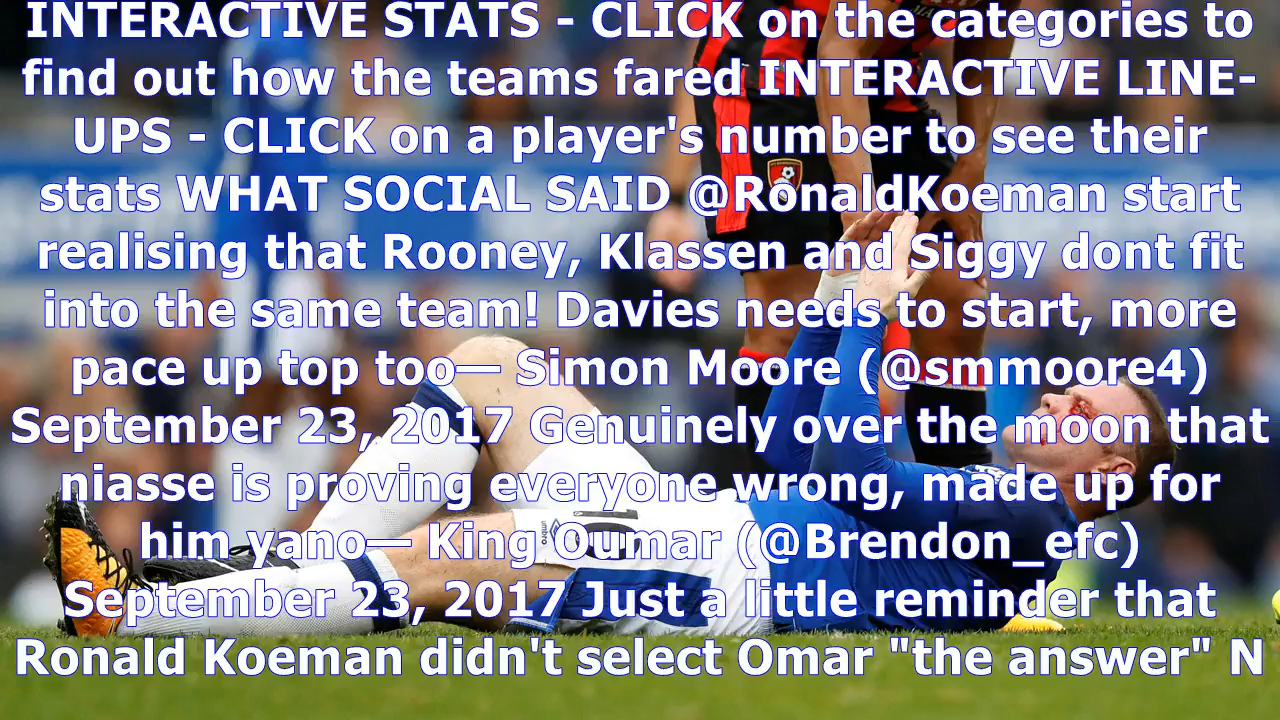 INTERACTIVE STATS - CLICK on the categories to
find out how the teams fared INTERACTIVE LINE-
UPS - CLICK on a player's number to see their
stats WHAT SOCIAL SAID @RonaldKoeman start
realising that Rooney, Klassen and Siggy dont fit
into the same team! Davies needs to start, more
pace up top too— Simon Moore (@smmoore4)
September 23, 2017 Genuinely over the moon that
niasse is proving everyone wrong, made up for
him yano— King Oumar (@Brendon_efc)
September 23, 2017 Just a little reminder that
Ronald Koeman didn't select Omar "the answer" N
umbro